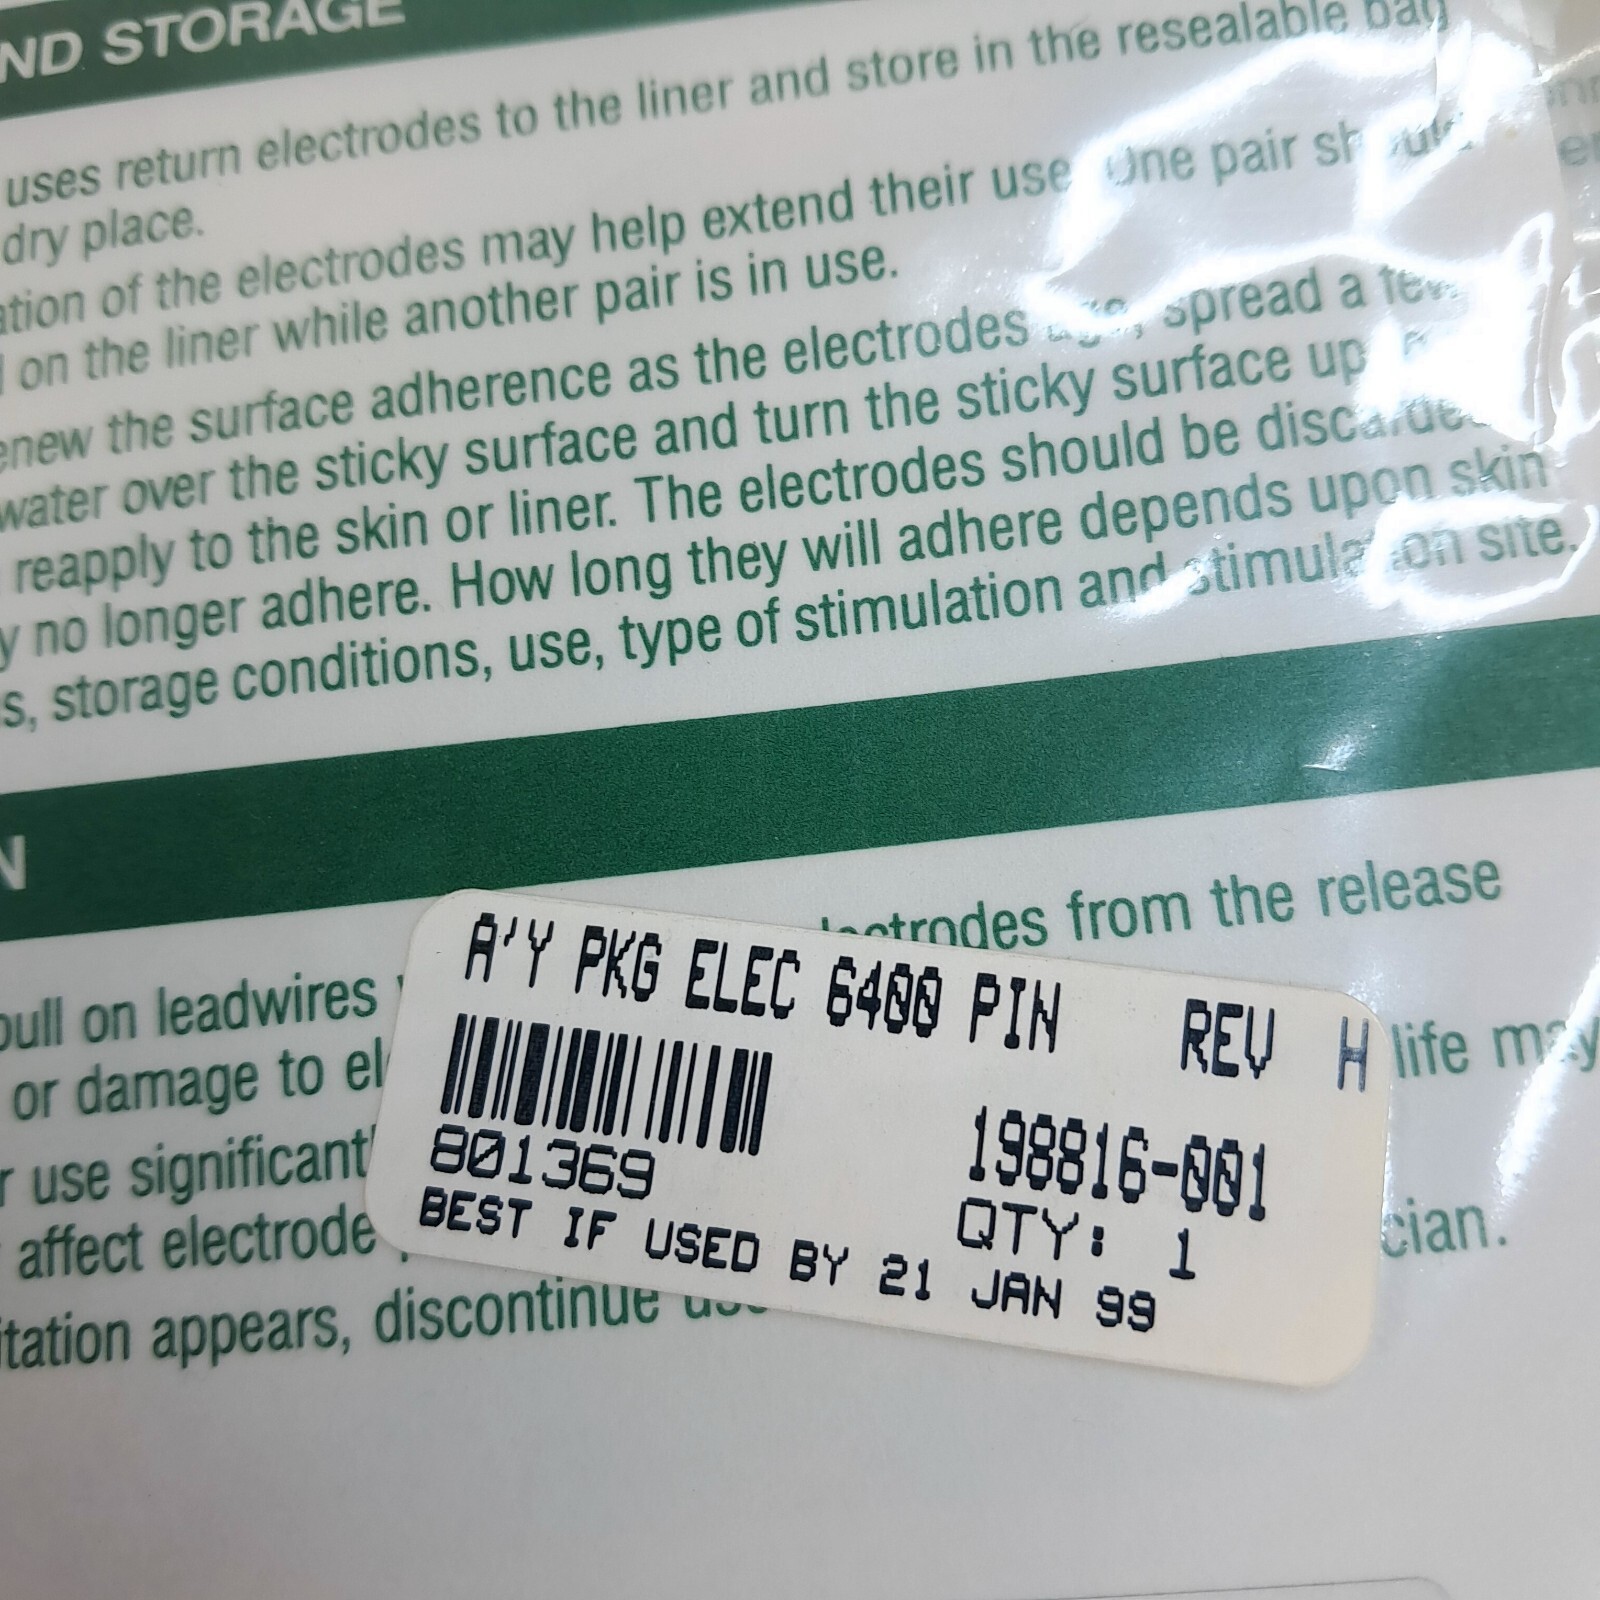 ND STORAGE
uses return electrodes to the liner and store in the resealable bag
dry place.
ation of the electrodes may help extend their use One pair should
on the liner while another pair is in use.
enew the surface adherence as the electrodes age, spread a few
water over the sticky surface and turn the sticky surface up
reapply to the skin or liner. The electrodes should be discarde
y no longer adhere. How long they will adhere depends upon skin
s, storage conditions, use, type of stimulation and stimulation site.
N
electrodes from the release
pull on leadwires
or damage to el
life may
r use significant
affect electrode
cian.
itation appears, discontinue use
A'Y PKG ELEC 6400 PIN REV H
801369
198816-001
QTY: 1
BEST IF USED BY 21 JAN 99